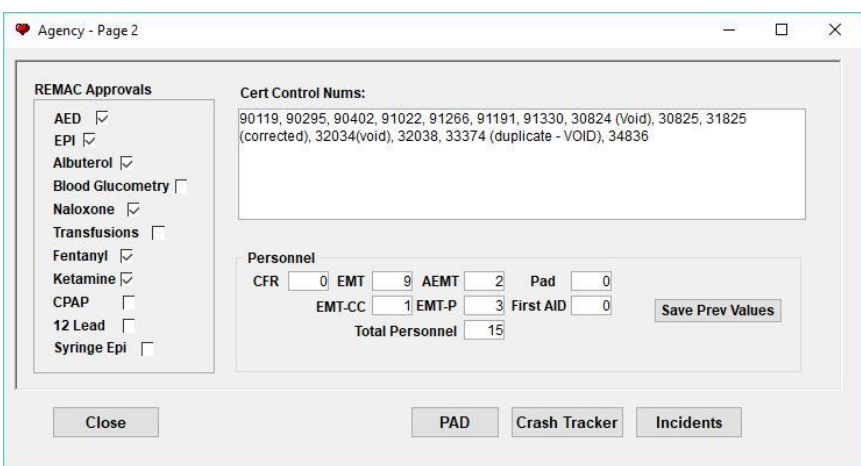 Agency - Page 2
REMAC Approvals
AED
EPI
Albuterol
Blood Glucometry
Naloxone
Transfusions
Fentanyl
Ketamine
CPAP
12 Lead
Syringe Epi
Cert Control Nums:
90119, 90295, 90402, 91022, 91266, 91191, 91330, 30824 (Void), 30825, 31825
(corrected), 32034(void), 32038, 33374 (duplicate - VOID), 34836
Personnel
CFR 0 EMT 9 AEMT 2 Pad 0
EMT-CC 1 EMT-P 3 First AID 0
Total Personnel 15
Save Prev Values
Close PAD Crash Tracker Incidents